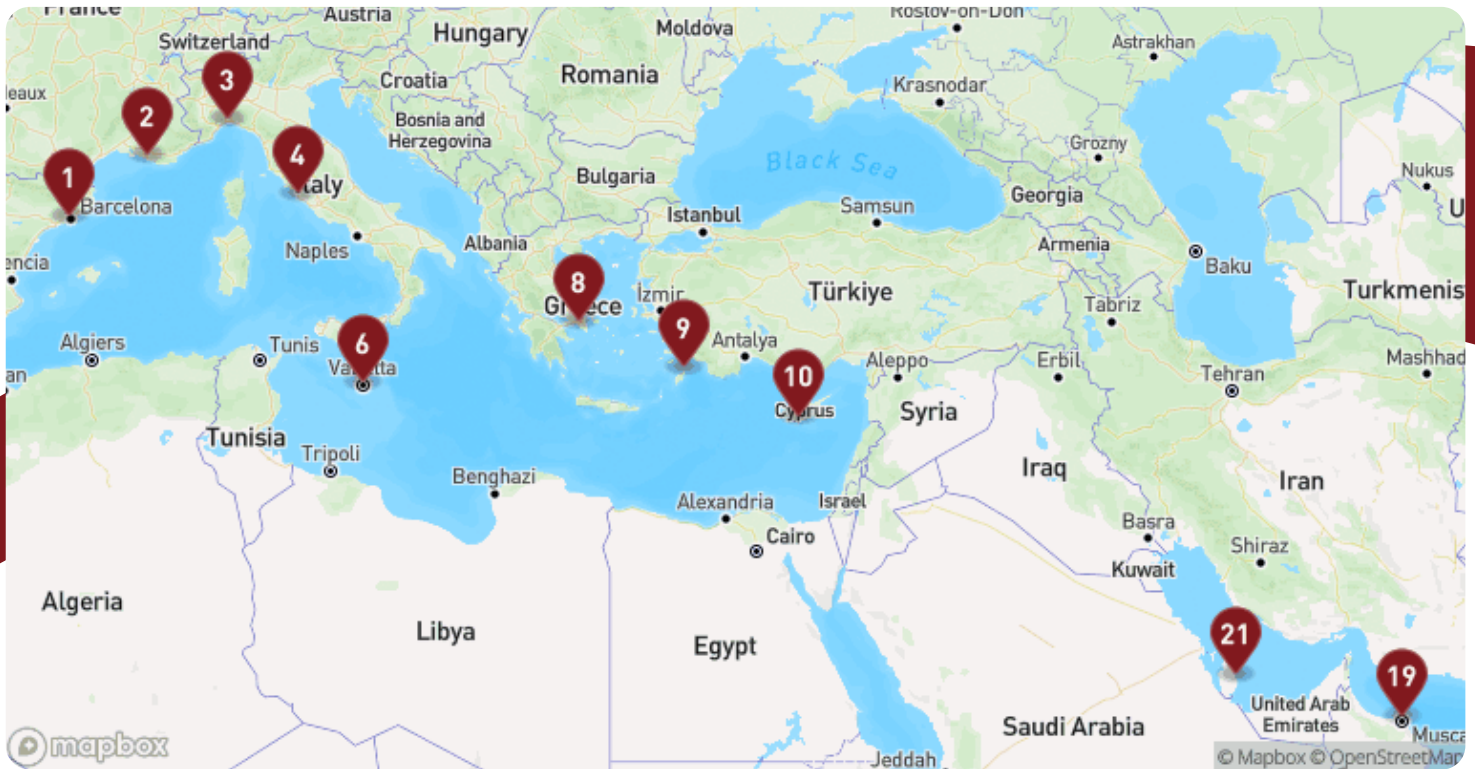 France
Austria
Rostov-on-Don
Switzerland
Hungary
Moldova
Astrakhan
3
Croatia
Romania
Krasnodar
eaux
2
Bosnia and
Herzegovina
Grozny
4
Black Sea
1
Italy
Bulgaria
Georgia
Nukus
Barcelona
Istanbul
Samsun
U
Naples
Albania
Armenia
encia
8
Baku
Greece
İzmir
Türkiye
Tabriz
Turkmenis
Algiers
Tunis
6
9
Antalya
Aleppo
Erbil
Mashhad
an
Valletta
10
Tehran
Cyprus
Syria
Tunisia
Tripoli
Iraq
Iran
Benghazi
Alexandria
Israel
Basra
Cairo
Shiraz
Kuwait
Algeria
Libya
Egypt
21
19
United Arab
Emirates
Saudi Arabia
Musca
mapbox
Jeddah
© Mapbox © OpenStreetMap